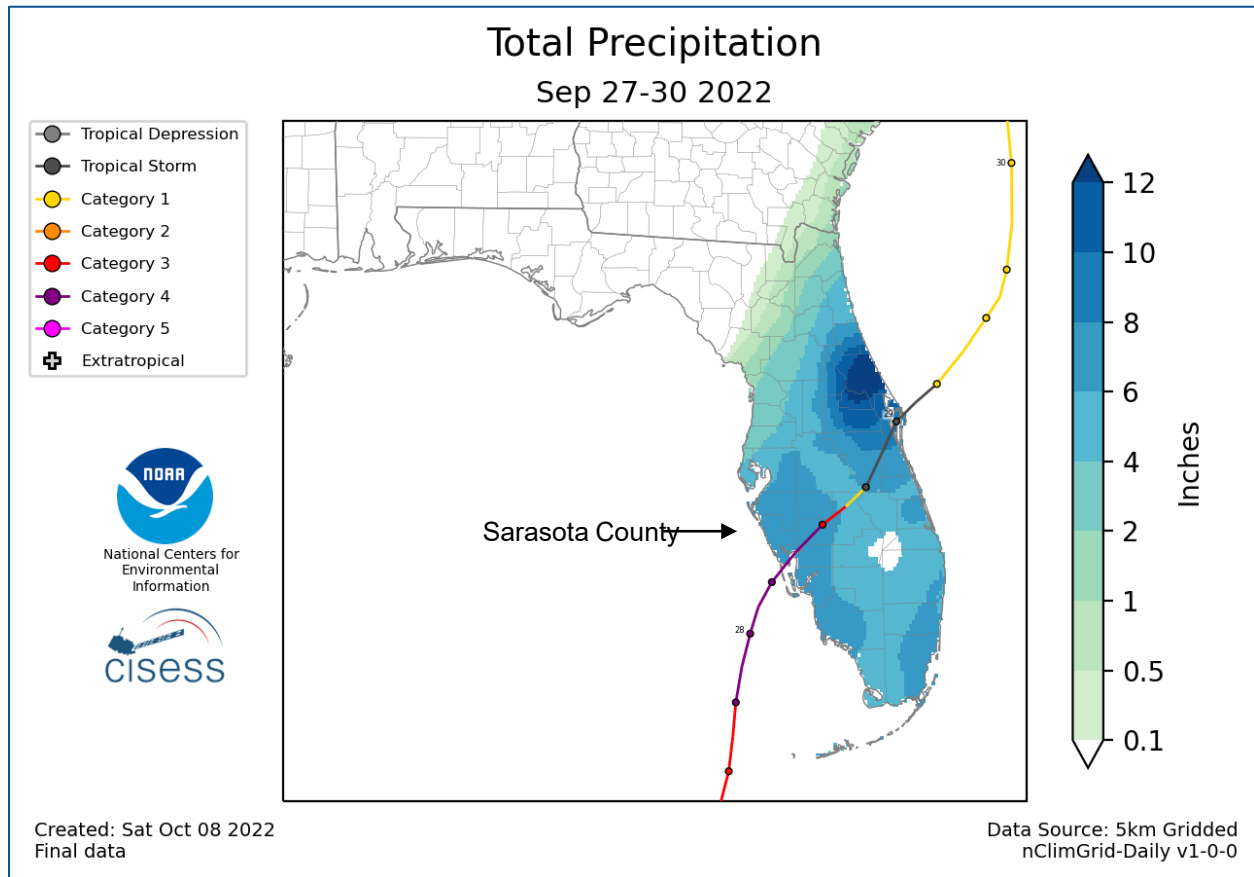 Total Precipitation
Sep 27-30 2022
Tropical Depression
Tropical Storm
Category 1
Category 2
Category 3
Category 4
Category 5
Extratropical
NOAA
National Centers for
Environmental
Information
CISESS
30
29
28
Sarasota County
12
10
8
6
4
2
1
0.5
0.1
Inches
Created: Sat Oct 08 2022
Final data
Data Source: 5km Gridded
nClimGrid-Daily v1-0-0